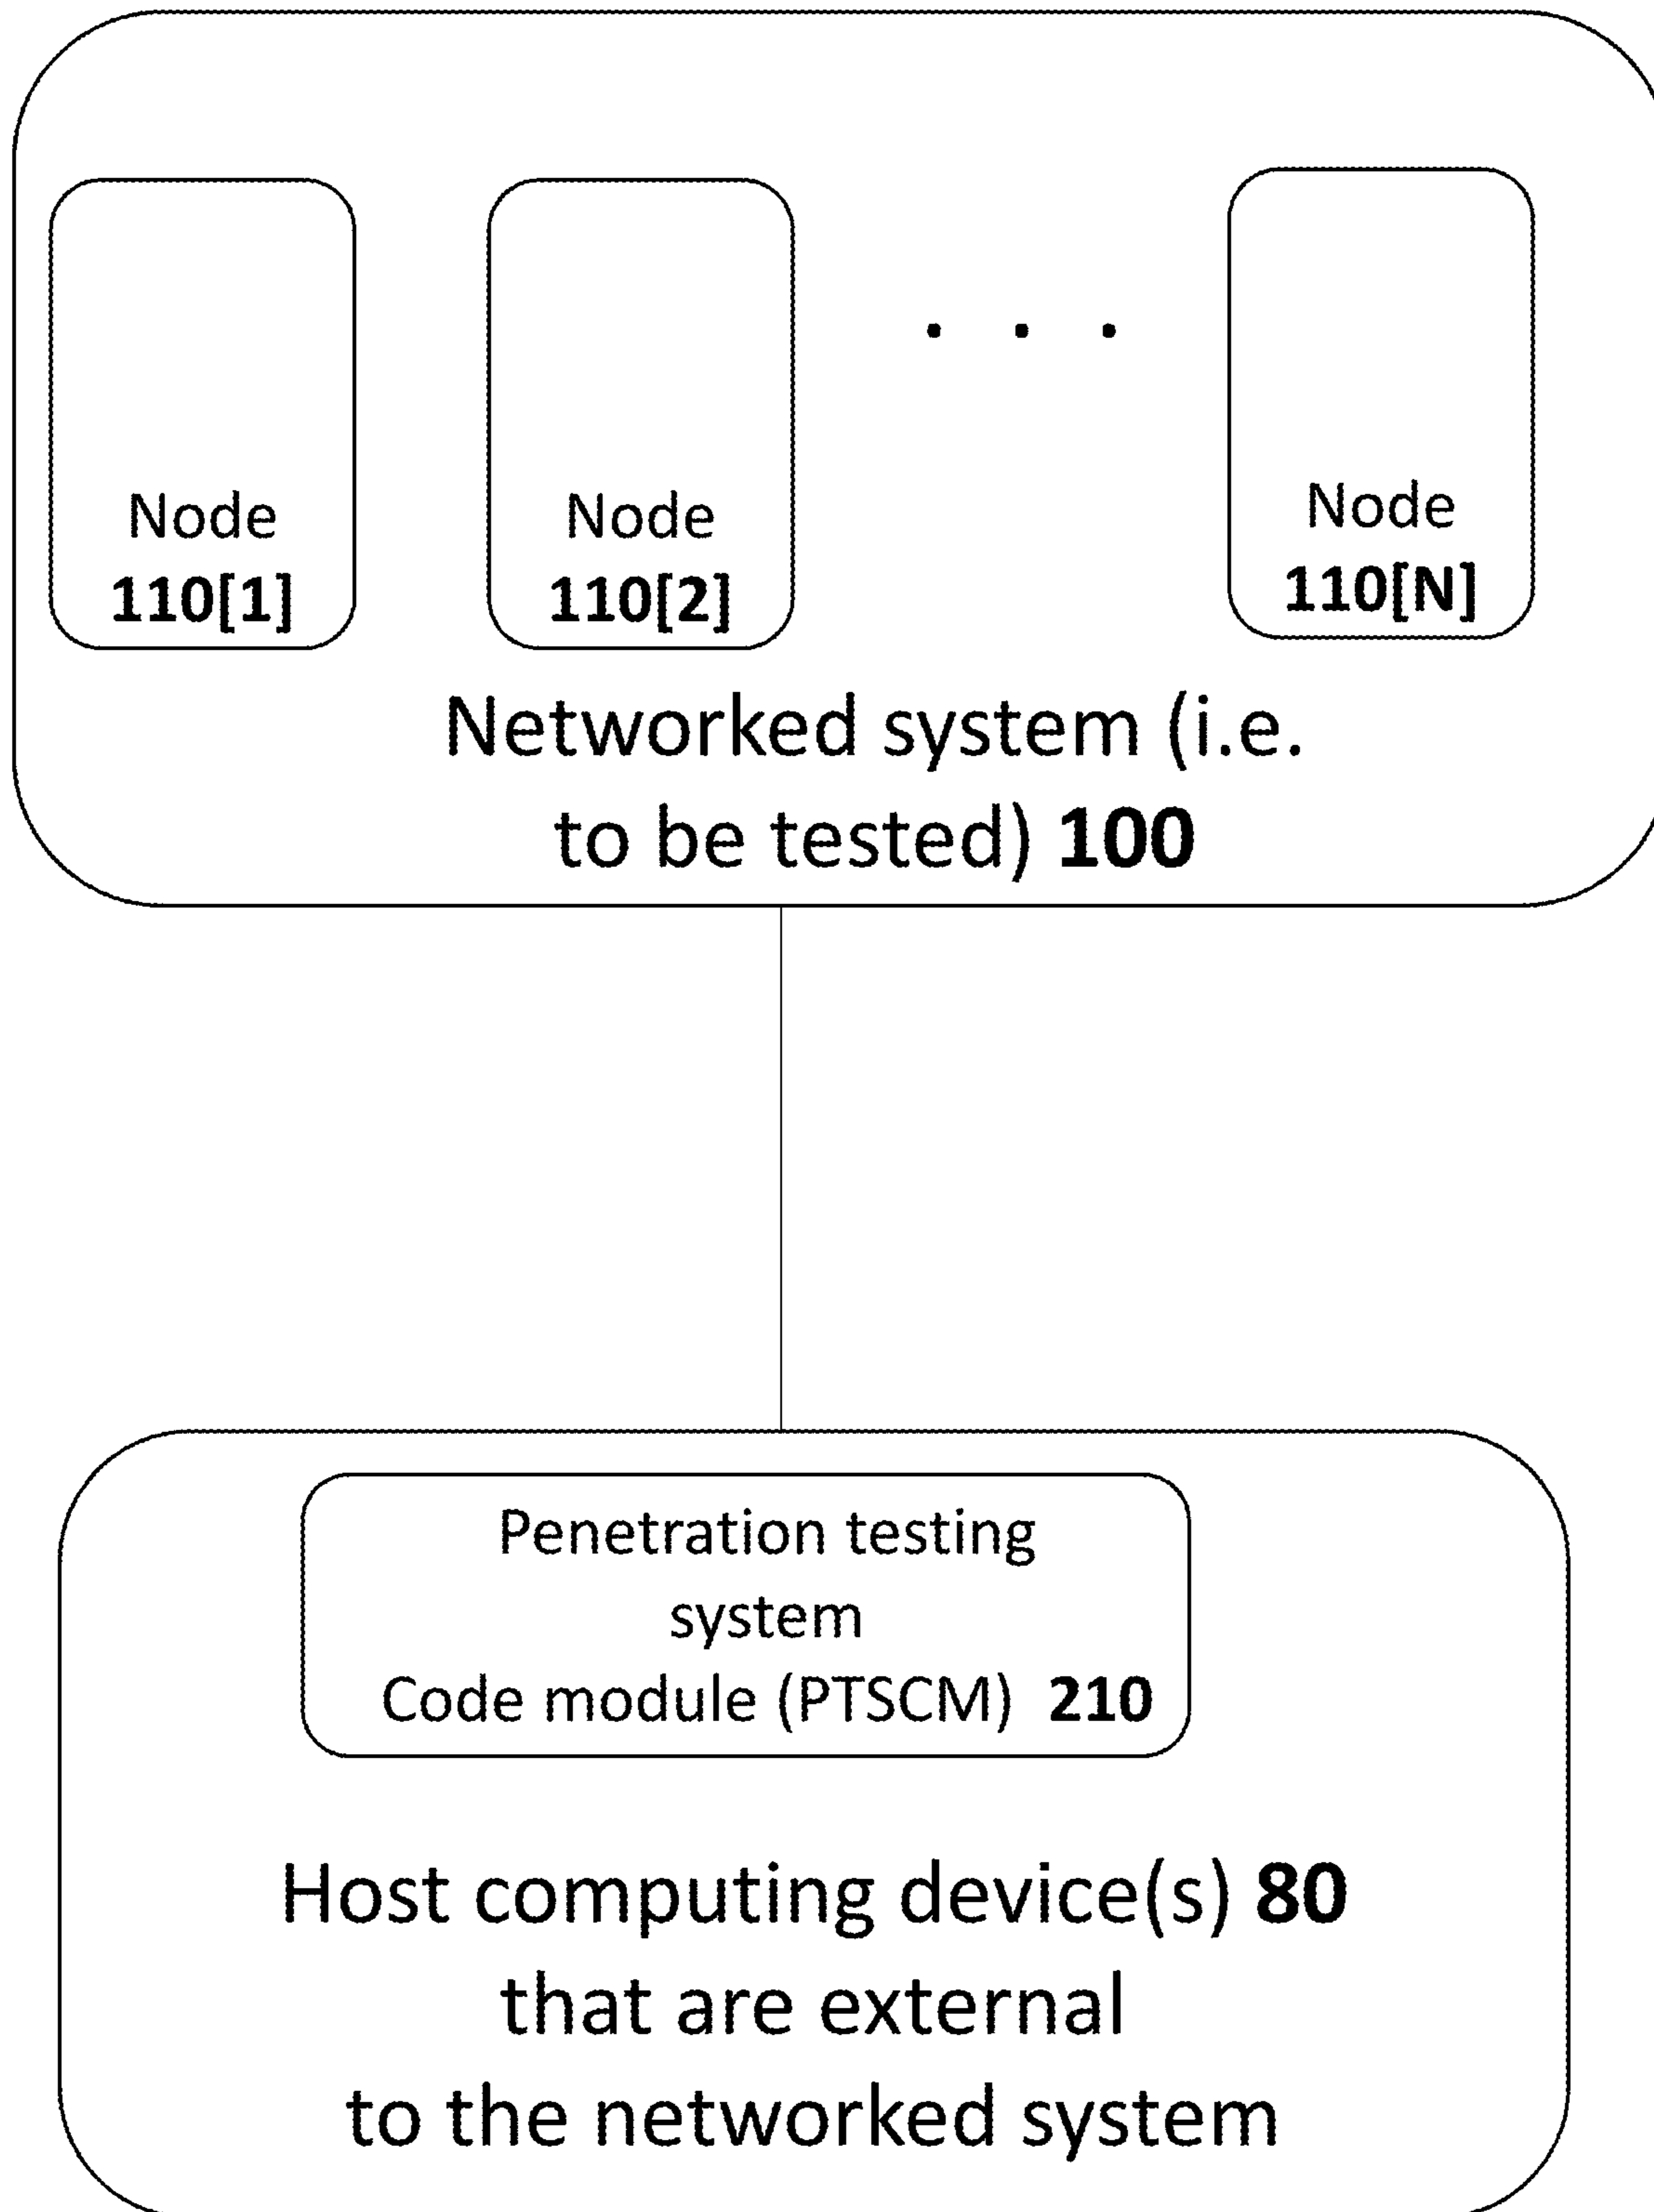 Node
110[1]
Node
110[2]
. . .
Node
110[N]
Networked system (i.e.
to be tested) 100
Penetration testing
system
Code module (PTSCM) 210
Host computing device(s) 80
that are external
to the networked system